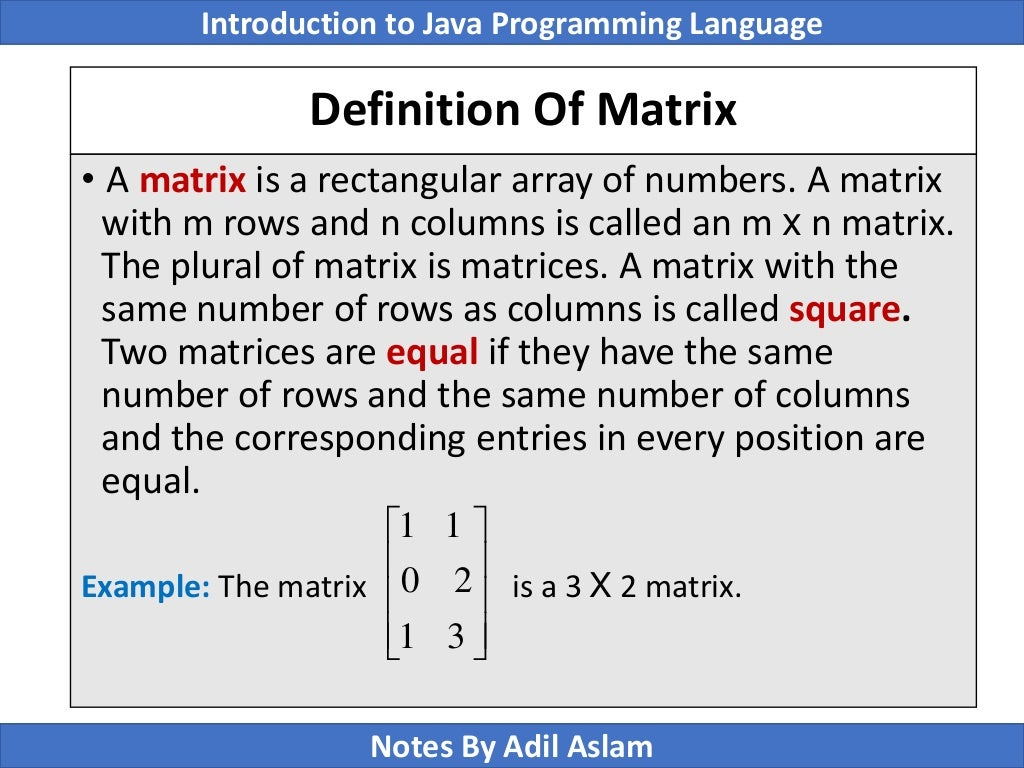 Introduction to Java Programming Language
Definition Of Matrix
• A matrix is a rectangular array of numbers. A matrix
with m rows and n columns is called an m x n matrix.
The plural of matrix is matrices. A matrix with the
same number of rows as columns is called square.
Two matrices are equal if they have the same
number of rows and the same number of columns
and the corresponding entries in every position are
equal.
1 1
Example: The matrix 0 2 is a 3 X 2 matrix.
1 3
Notes By Adil Aslam